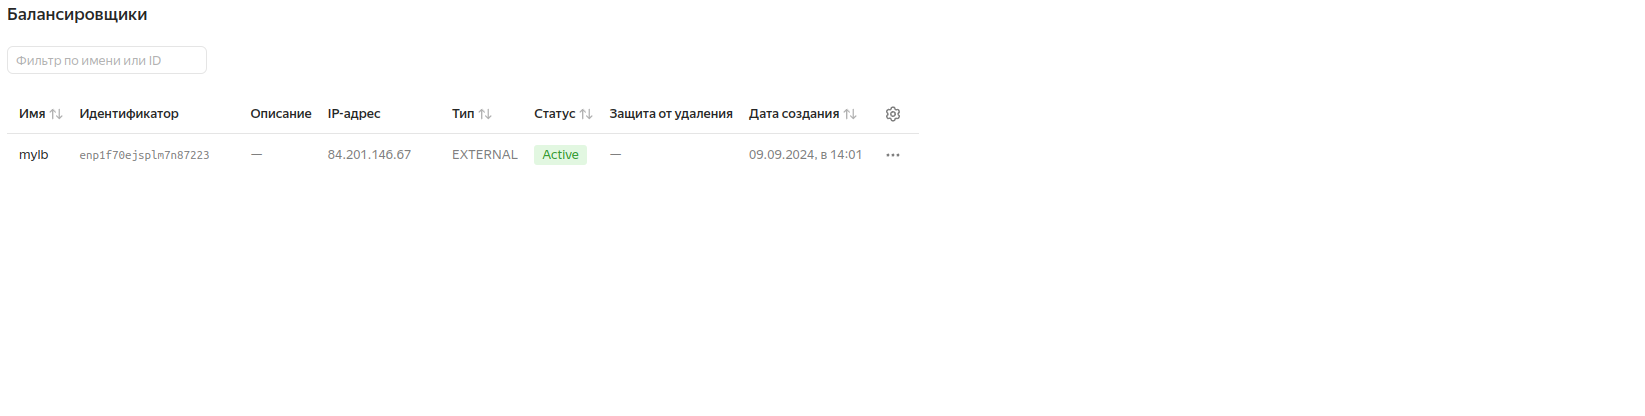 Балансировщики
Фильтр по имени или ID
Имя Идентификатор Описание IP-адрес Тип Статус Защита от удаления Дата создания
mylb enp1f70ejsplm7n87223 — 84.201.146.67 EXTERNAL Active — 09.09.2024, в 14:01